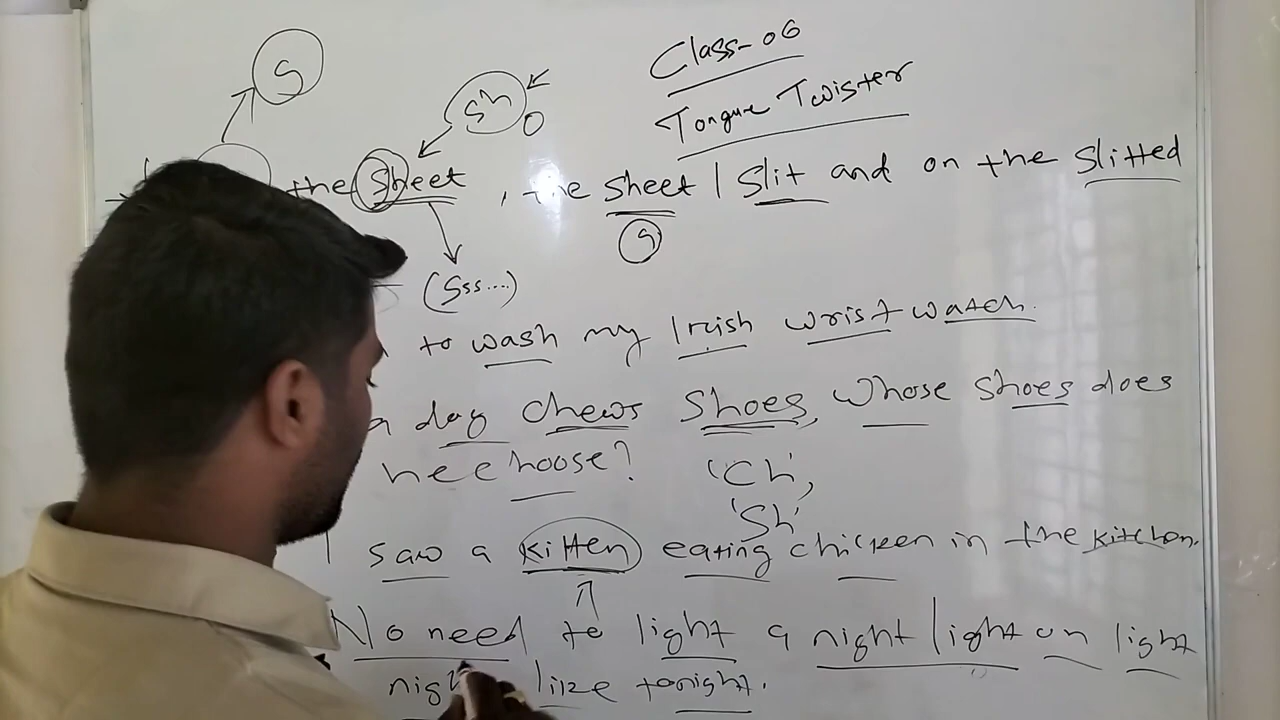 Class-06
Tongue Twister
S
sh
the Sheet, the sheet I slit and on the slitted
S
(Sss...)
to wash my Irish wrist watch.
a dog chews shoes, whose shoes does
he choose? 'Ch',
'Sh'
I saw a kitten eating chicken in the kitchen.
No need to light a night light on light
nig like tonight.